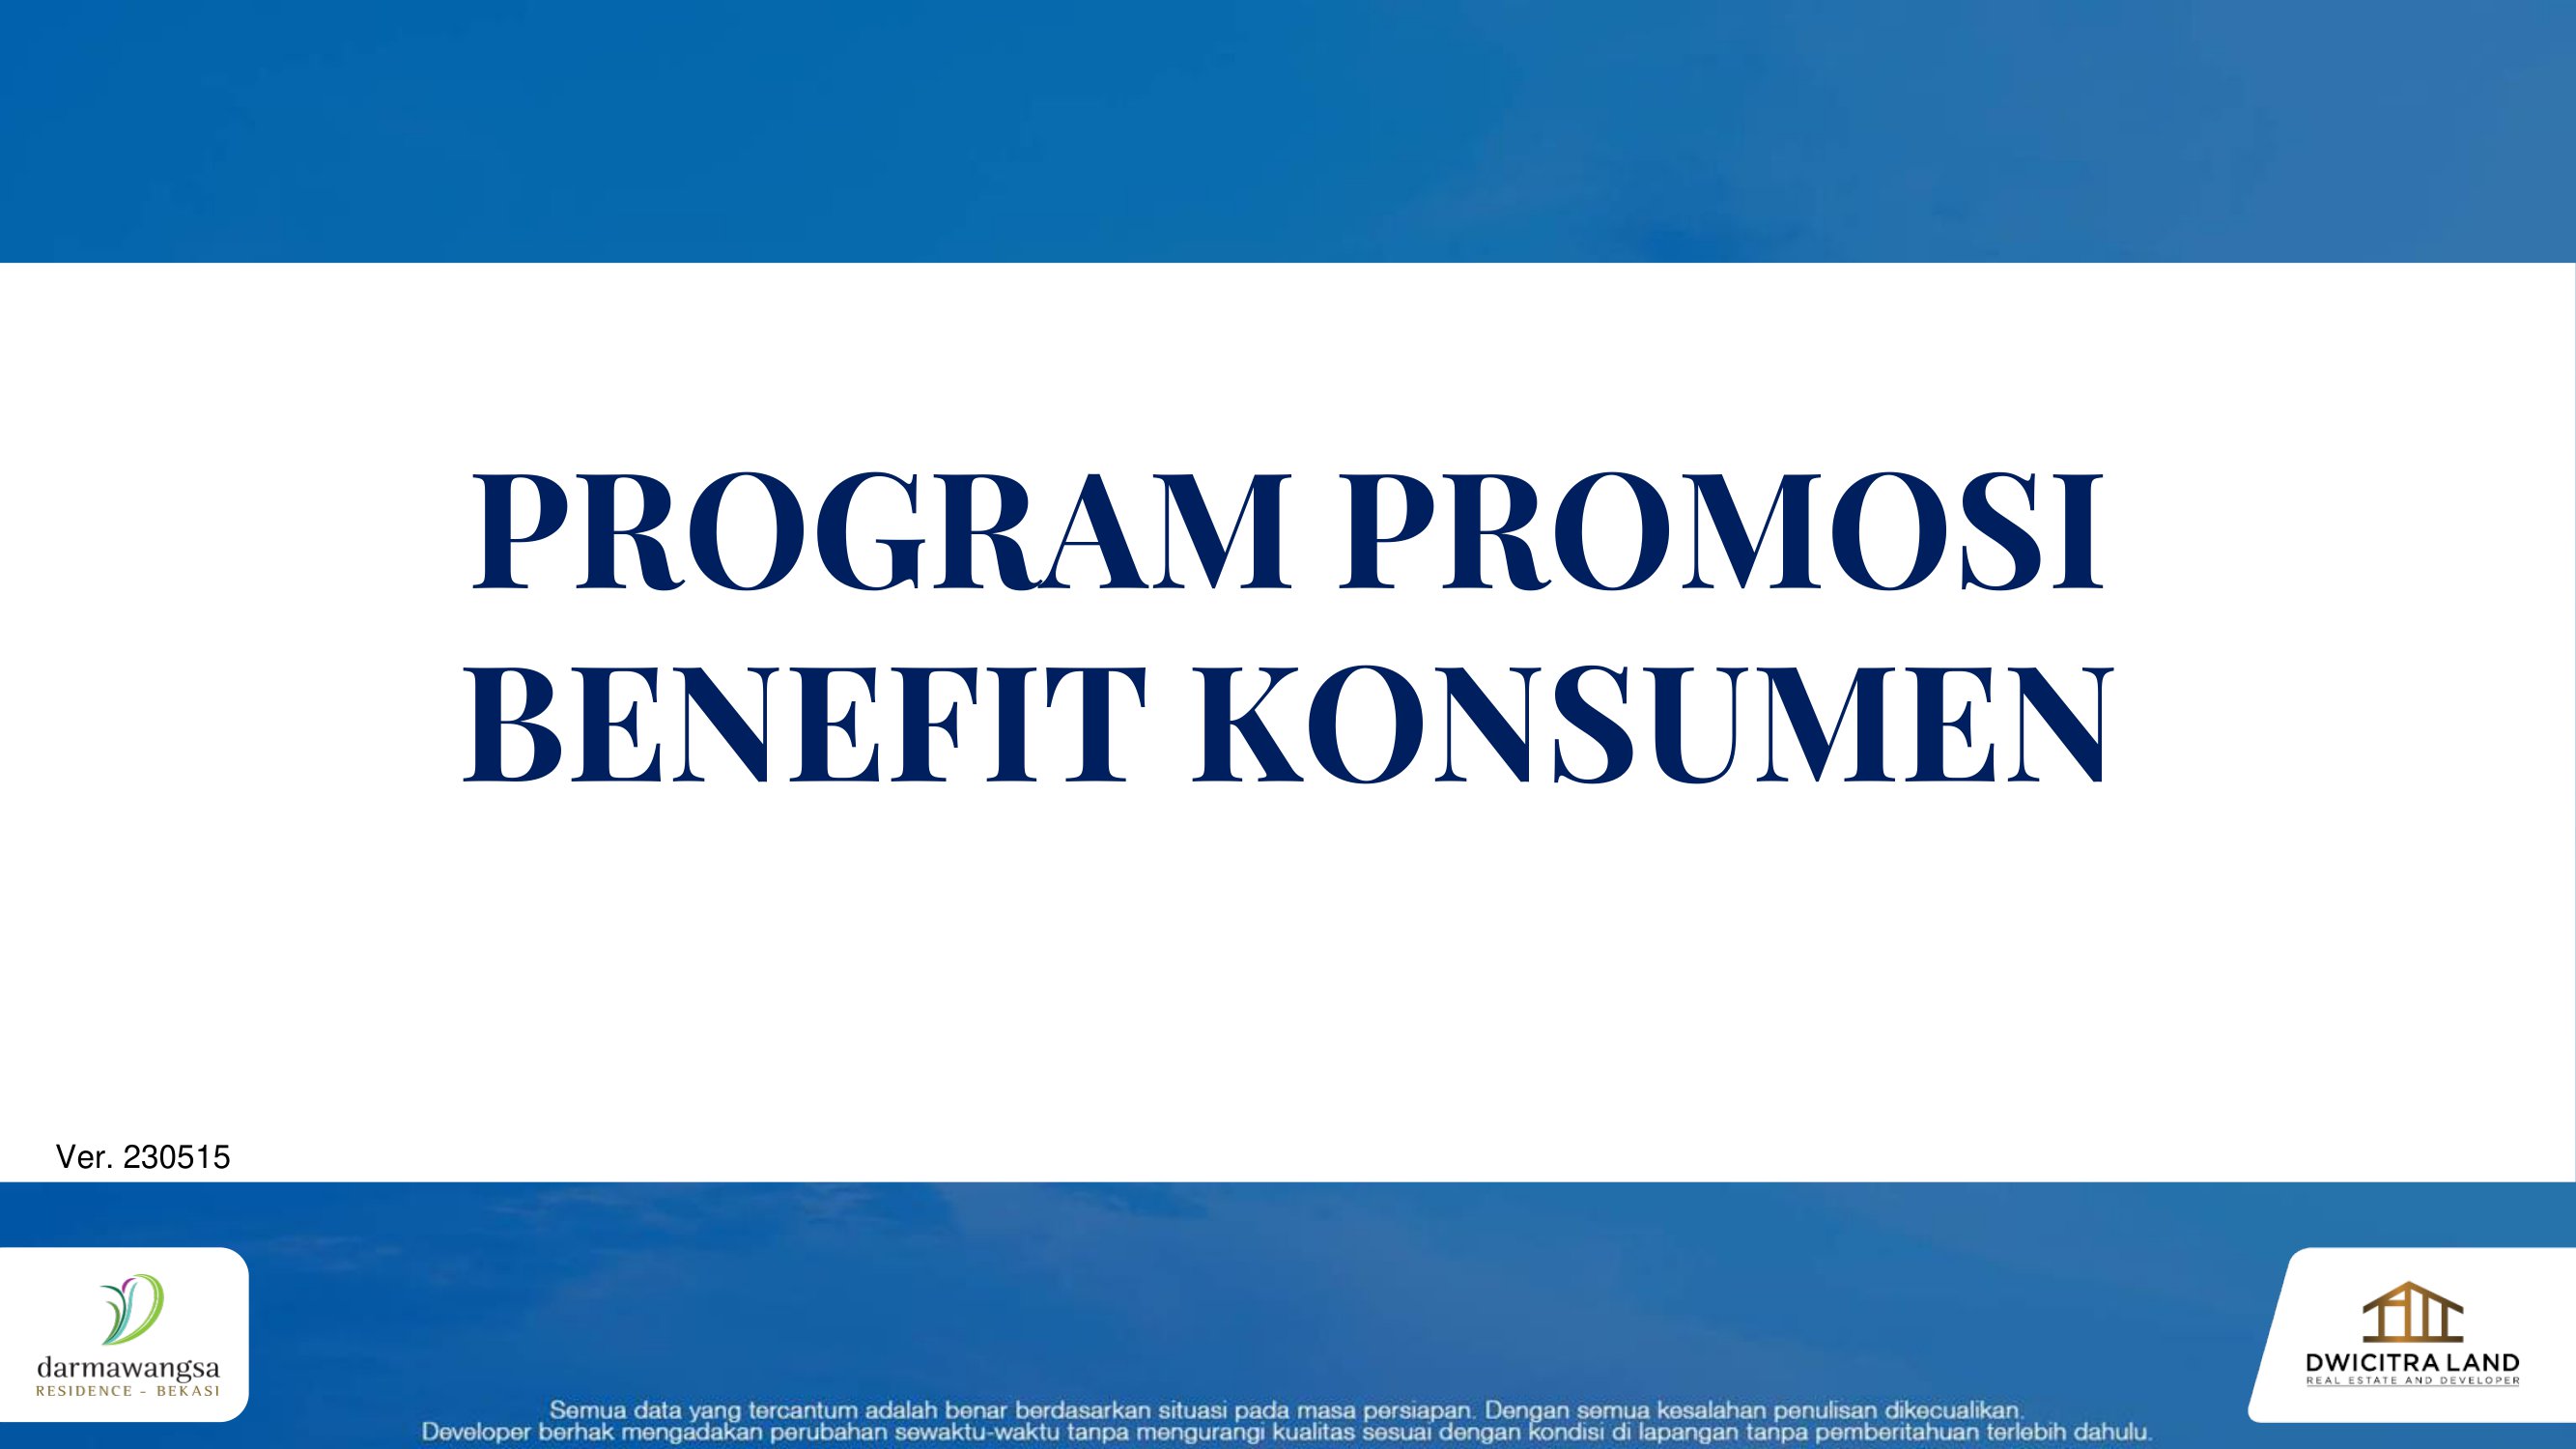 PROGRAM PROMOSI
BENEFIT KONSUMEN
Ver. 230515
darmawangsa
RESIDENCE - BEKASI
DWICITRA LAND
REAL ESTATE AND DEVELOPER
Semua data yang tercantum adalah benar berdasarkan situasi pada masa persiapan. Dengan semua kesalahan penulisan dikecualikan.
Developer berhak mengadakan perubahan sewaktu-waktu tanpa mengurangi kualitas sesuai dengan kondisi di lapangan tanpa pemberitahuan terlebih dahulu.